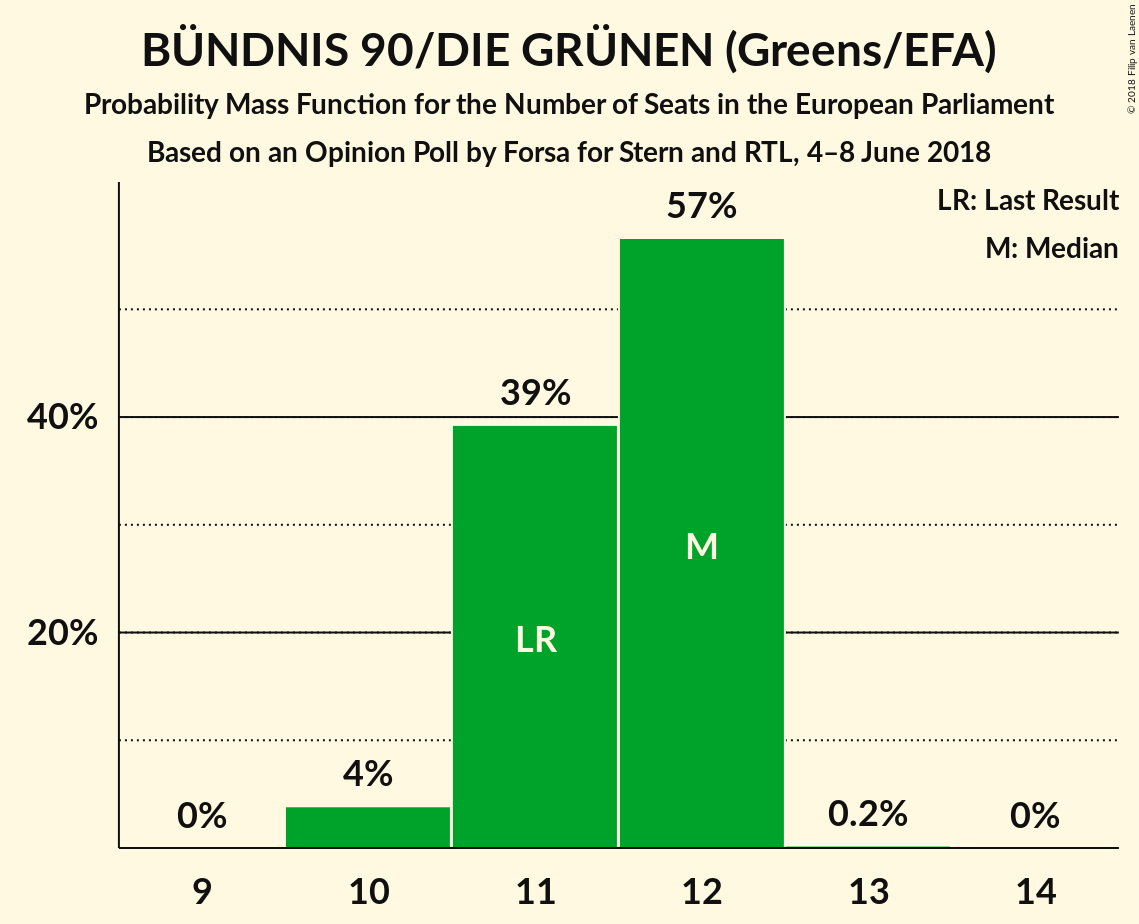 BÜNDNIS 90/DIE GRÜNEN (Greens/EFA)
Probability Mass Function for the Number of Seats in the European Parliament
Based on an Opinion Poll by Forsa for Stern and RTL, 4–8 June 2018
© 2018 Filip van Laenen
LR: Last Result
M: Median
57%
39%
40%
M
20%
LR
4%
0%
0.2%
0%
9 10 11 12 13 14